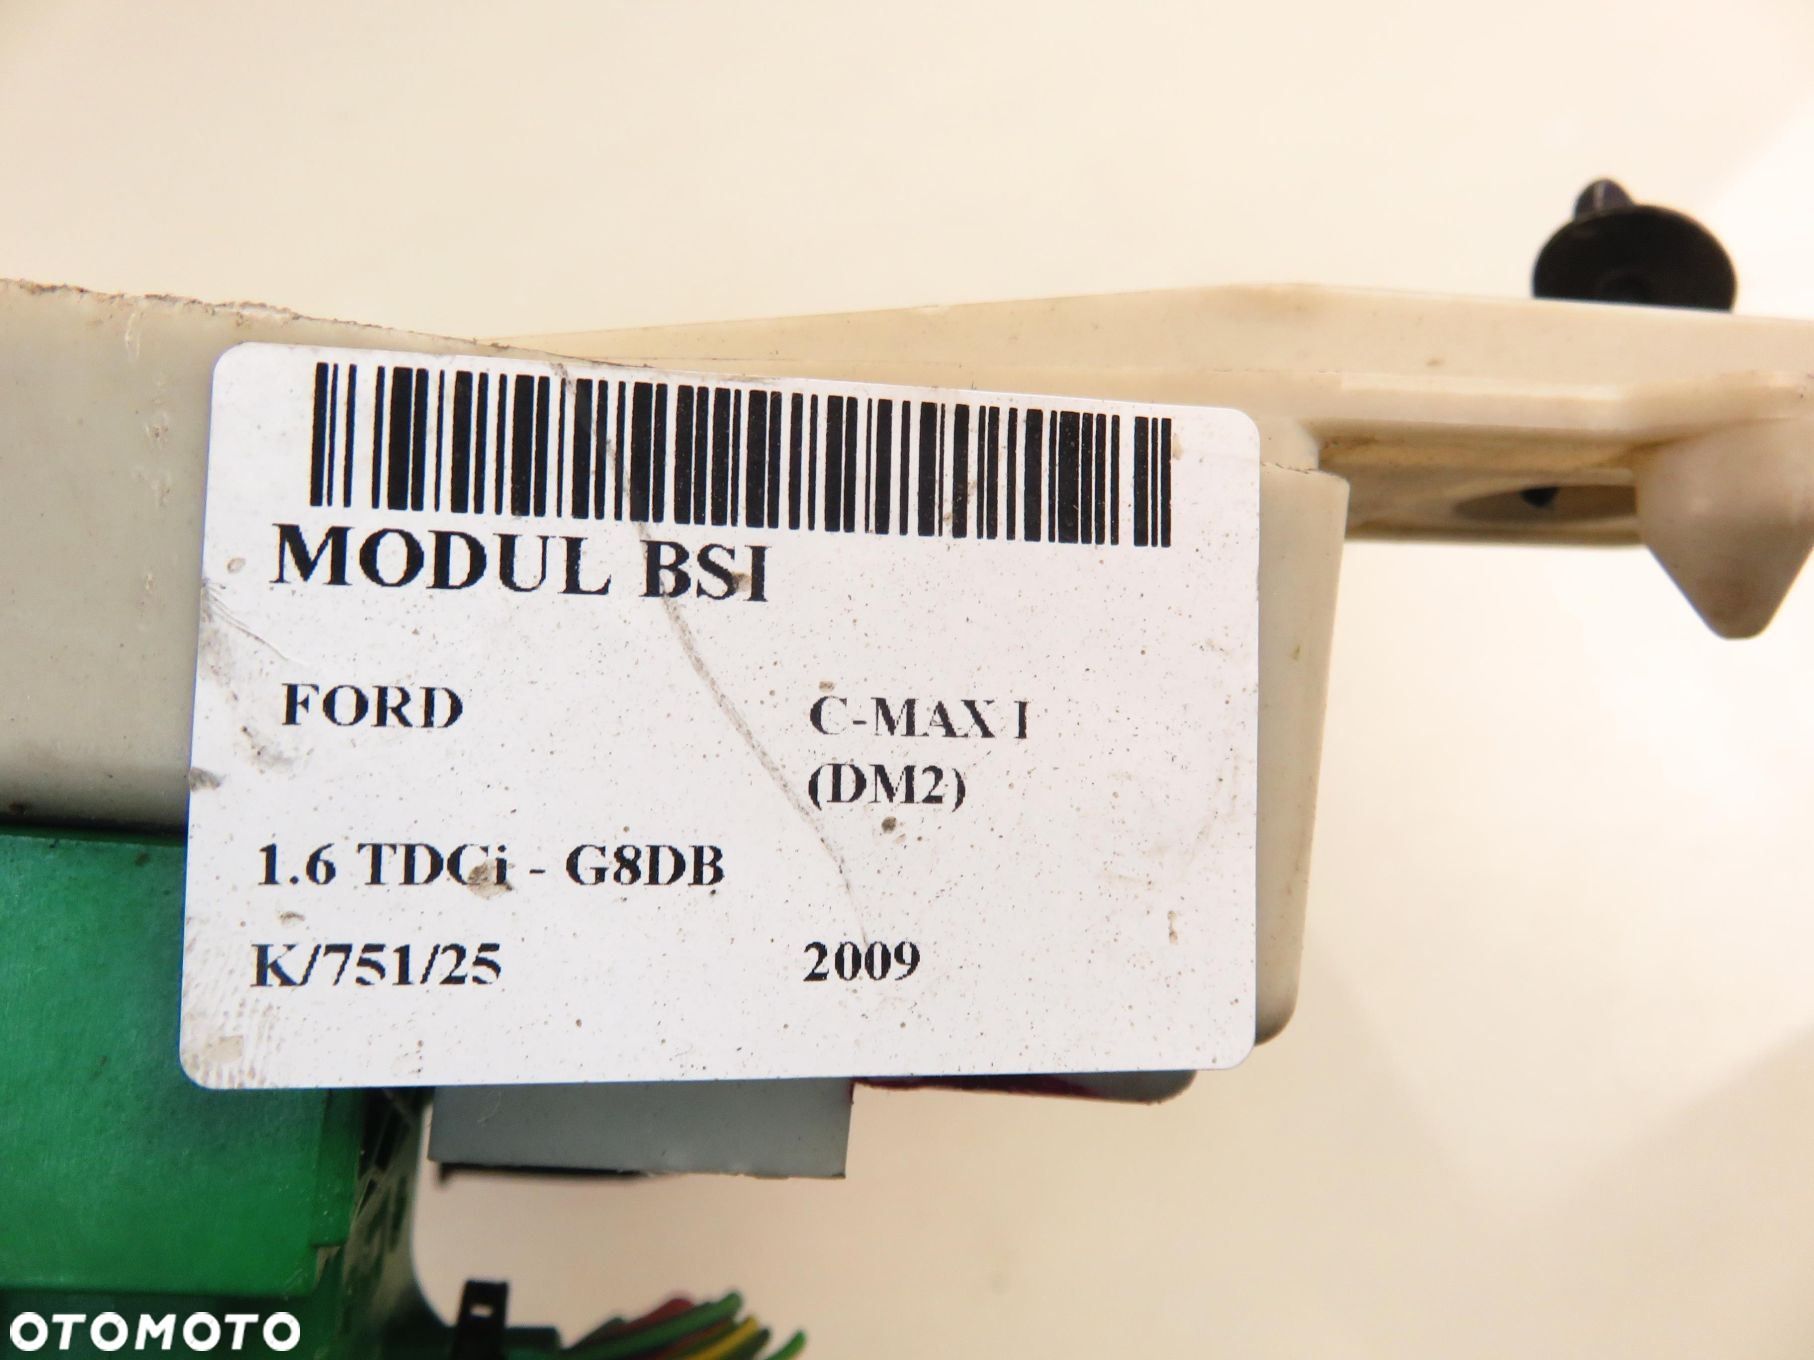 MODUL BSI
FORD C-MAX I
(DM2)
1.6 TDCi - G8DB
K/751/25 2009
OTOMOTO